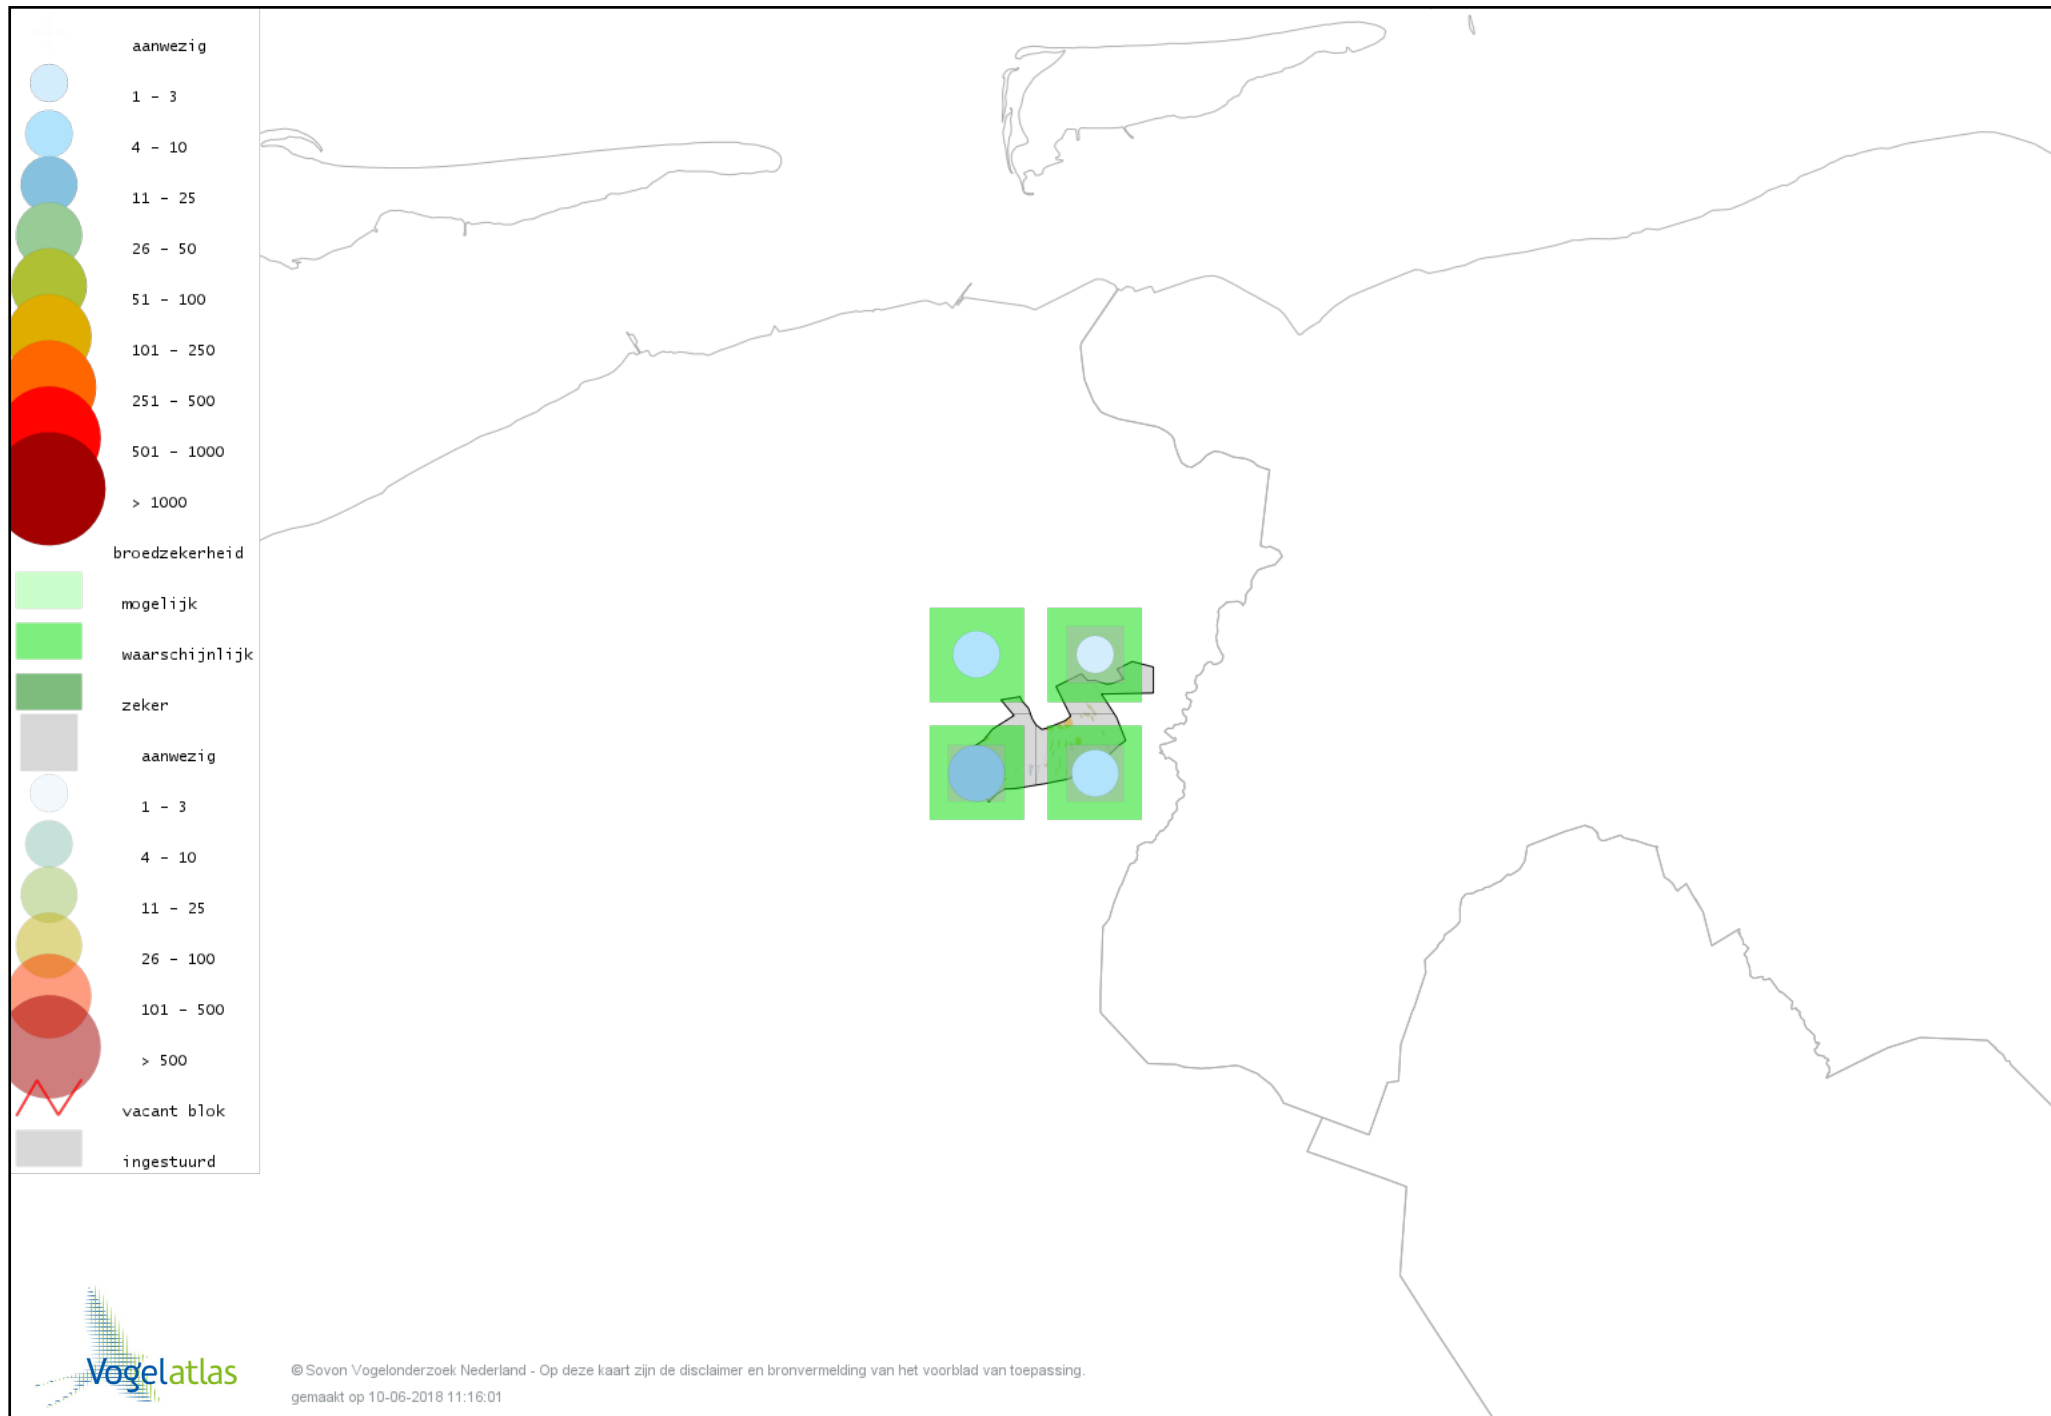 aanwezig
1 - 3
4 - 10
11 - 25
26 - 50
51 - 100
101 - 250
251 - 500
501 - 1000
> 1000
broedzekerheid
mogelijk
waarschijnlijk
zeker
aanwezig
1 - 3
4 - 10
11 - 25
26 - 100
101 - 500
> 500
vacant blok
ingestuurd
Vogelatlas
© Sovon Vogelonderzoek Nederland - Op deze kaart zijn de disclaimer en bronvermelding van het voorblad van toepassing.
gemaakt op 10-06-2018 11:16:01